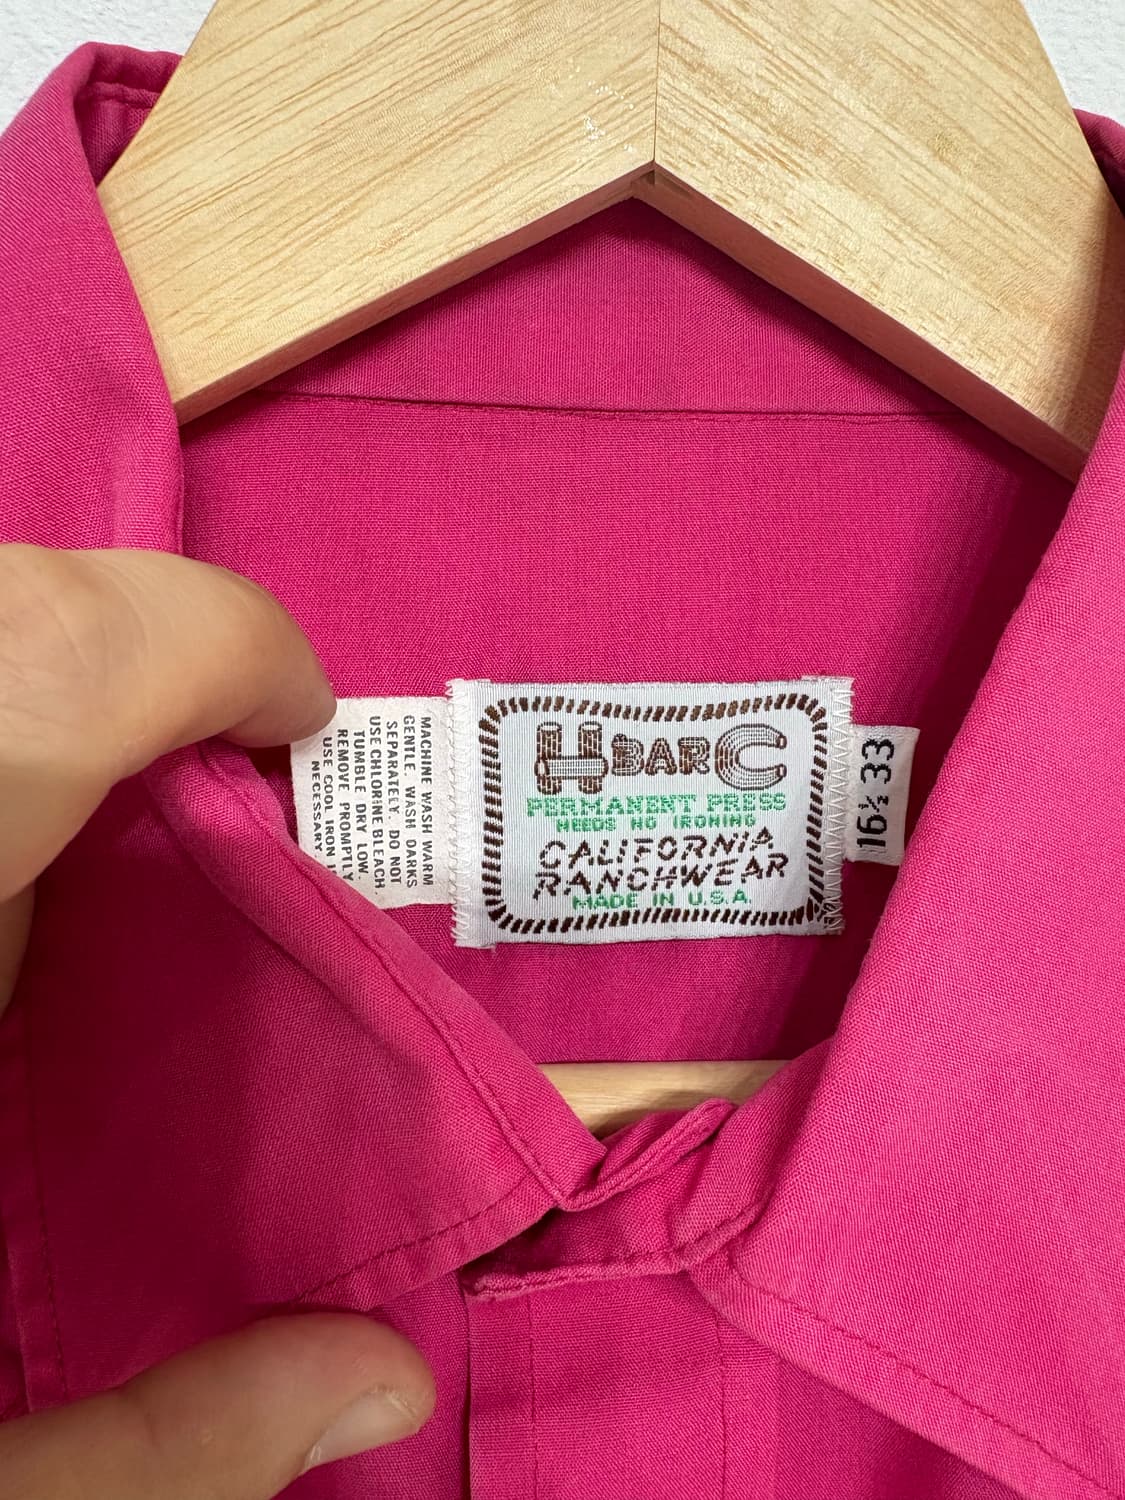 MACHINE WASH WARM
GENTLE. WASH DARKS
SEPARATELY. DO NOT
USE CHLORINE BLEACH.
TUMBLE DRY LOW.
REMOVE PROMPTLY
USE COOL IRON
NECESSARY
H BAR C
PERMANENT PRESS
NEEDS NO IRONING
CALIFORNIA
RANCHWEAR
MADE IN U.S.A.
16½ 33